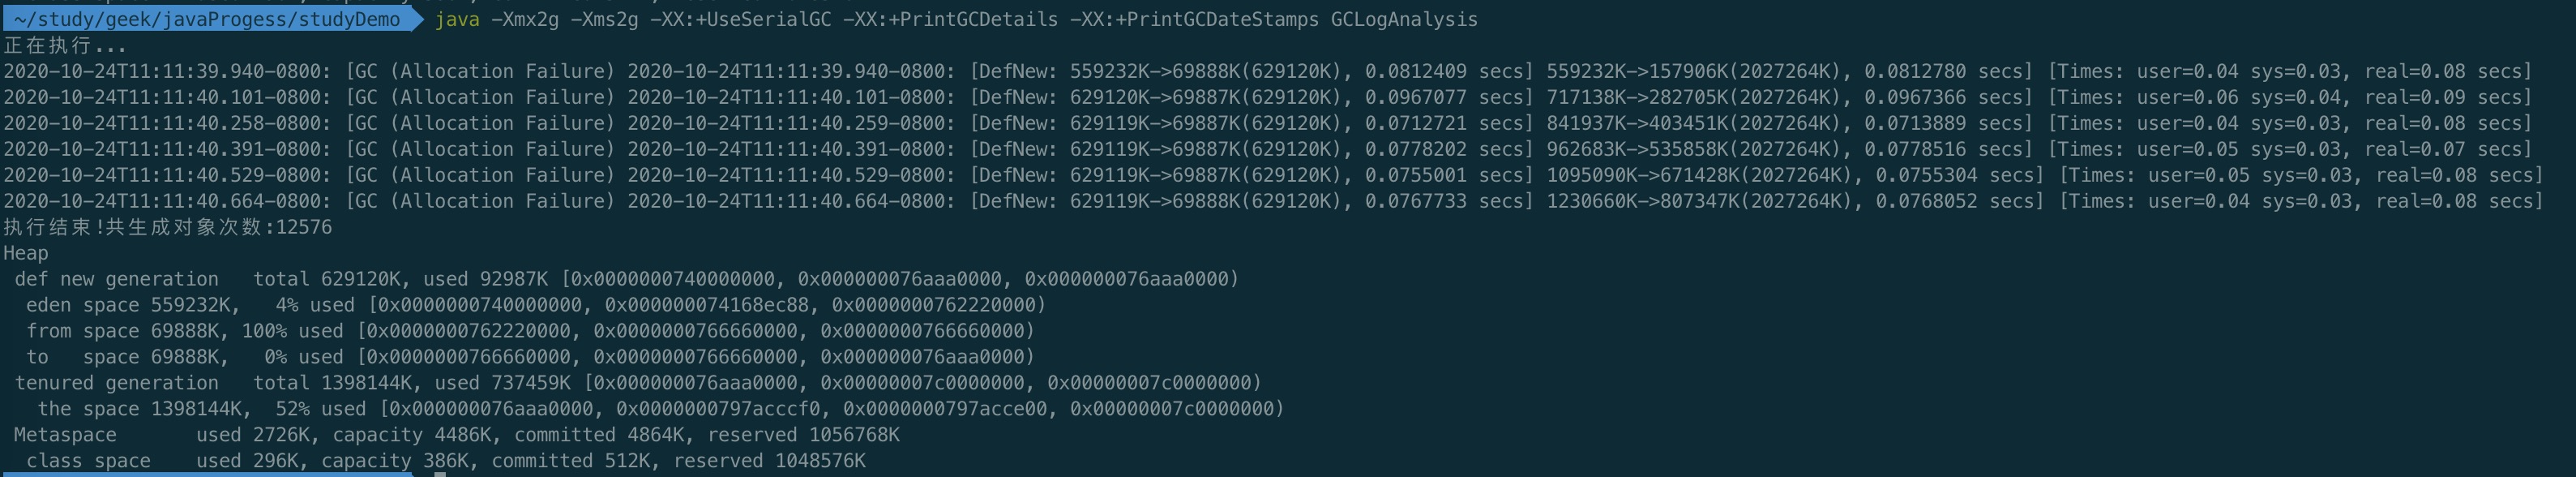 ~/study/geek/javaProgess/studyDemo java -Xmx2g -Xms2g -XX:+UseSerialGC -XX:+PrintGCDetails -XX:+PrintGCDateStamps GCLogAnalysis
正在执行...
2020-10-24T11:11:39.940-0800: [GC (Allocation Failure) 2020-10-24T11:11:39.940-0800: [DefNew: 559232K->69888K(629120K), 0.0812409 secs] 559232K->157906K(2027264K), 0.0812780 secs] [Times: user=0.04 sys=0.03, real=0.08 secs]
2020-10-24T11:11:40.101-0800: [GC (Allocation Failure) 2020-10-24T11:11:40.101-0800: [DefNew: 629120K->69887K(629120K), 0.0967077 secs] 717138K->282705K(2027264K), 0.0967366 secs] [Times: user=0.06 sys=0.04, real=0.09 secs]
2020-10-24T11:11:40.258-0800: [GC (Allocation Failure) 2020-10-24T11:11:40.259-0800: [DefNew: 629119K->69887K(629120K), 0.0712721 secs] 841937K->403451K(2027264K), 0.0713889 secs] [Times: user=0.04 sys=0.03, real=0.08 secs]
2020-10-24T11:11:40.391-0800: [GC (Allocation Failure) 2020-10-24T11:11:40.391-0800: [DefNew: 629119K->69887K(629120K), 0.0778202 secs] 962683K->535858K(2027264K), 0.0778516 secs] [Times: user=0.05 sys=0.03, real=0.07 secs]
2020-10-24T11:11:40.529-0800: [GC (Allocation Failure) 2020-10-24T11:11:40.529-0800: [DefNew: 629119K->69887K(629120K), 0.0755001 secs] 1095090K->671428K(2027264K), 0.0755304 secs] [Times: user=0.05 sys=0.03, real=0.08 secs]
2020-10-24T11:11:40.664-0800: [GC (Allocation Failure) 2020-10-24T11:11:40.664-0800: [DefNew: 629119K->69888K(629120K), 0.0767733 secs] 1230660K->807347K(2027264K), 0.0768052 secs] [Times: user=0.04 sys=0.03, real=0.08 secs]
执行结束!共生成对象次数:12576
Heap
def new generation total 629120K, used 92987K [0x0000000740000000, 0x000000076aaa0000, 0x000000076aaa0000)
eden space 559232K, 4% used [0x0000000740000000, 0x000000074168ec88, 0x0000000762220000)
from space 69888K, 100% used [0x0000000762220000, 0x0000000766660000, 0x0000000766660000)
to space 69888K, 0% used [0x0000000766660000, 0x0000000766660000, 0x000000076aaa0000)
tenured generation total 1398144K, used 737459K [0x000000076aaa0000, 0x00000007c0000000, 0x00000007c0000000)
the space 1398144K, 52% used [0x000000076aaa0000, 0x0000000797acccf0, 0x0000000797acce00, 0x00000007c0000000)
Metaspace used 2726K, capacity 4486K, committed 4864K, reserved 1056768K
class space used 296K, capacity 386K, committed 512K, reserved 1048576K